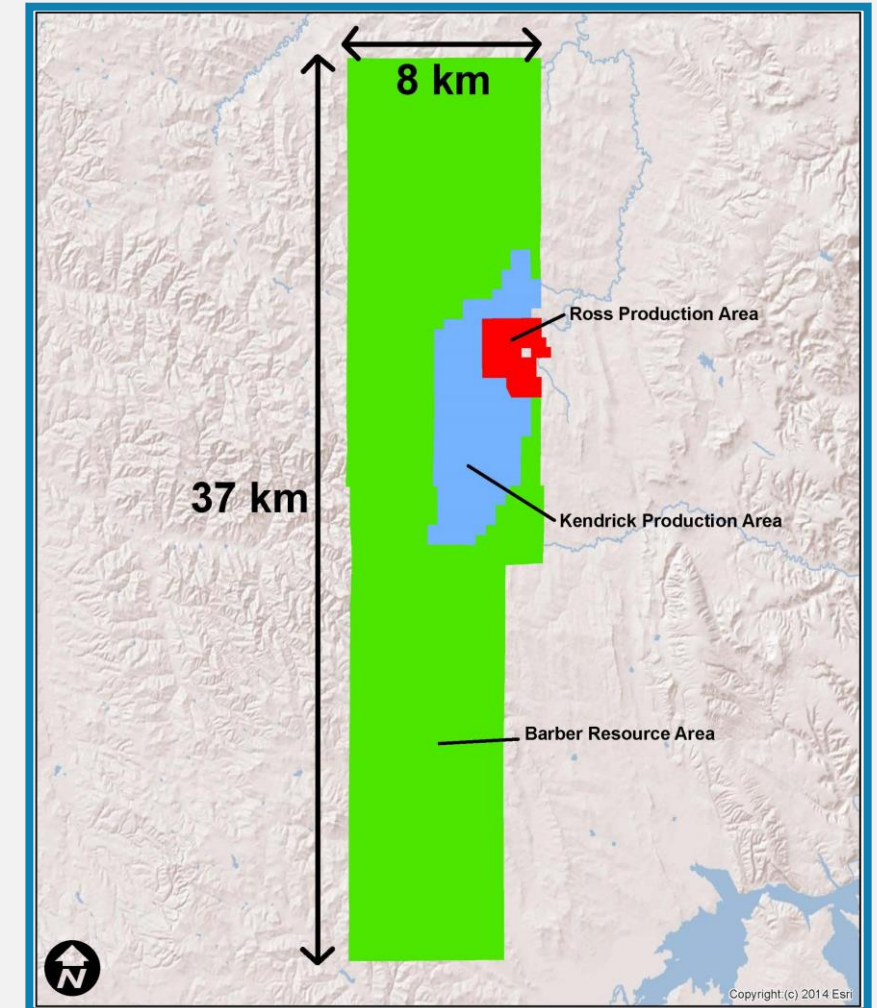 8 km
Ross Production Area
37 km
Kendrick Production Area
Barber Resource Area
N
Copyright:(c) 2014 Esri